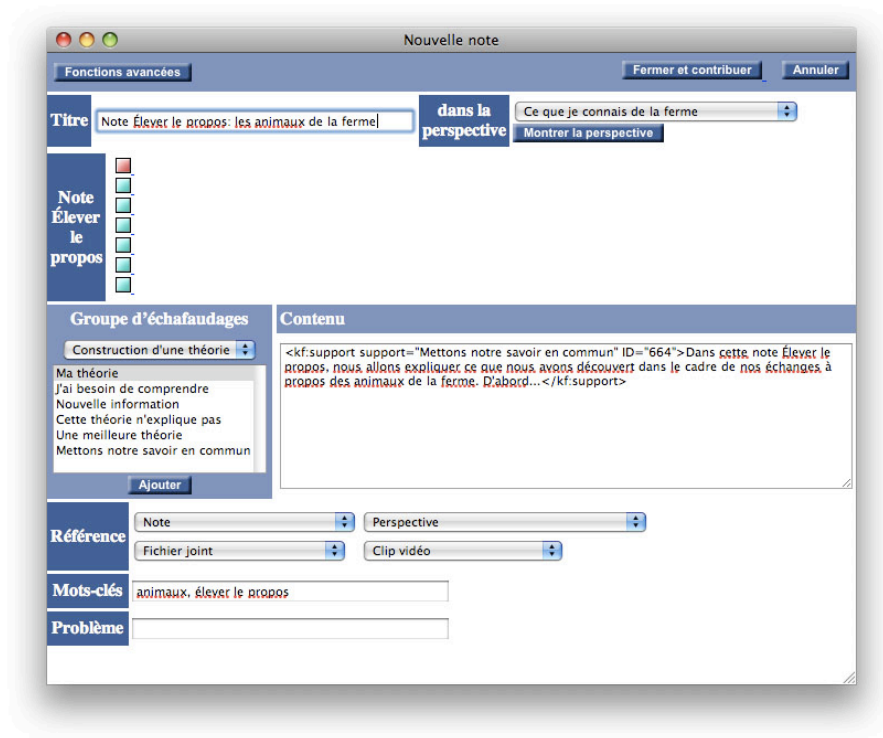 Nouvelle note
Fonctions avancées
Fermer et contribuer
Annuler
Titre
Note Élever le propos: les animaux de la ferme
dans la
perspective
Ce que je connais de la ferme
Montrer la perspective
Note
Élever
le
propos
Groupe d'échafaudages
Construction d'une théorie
Ma théorie
J'ai besoin de comprendre
Nouvelle information
Cette théorie n'explique pas
Une meilleure théorie
Mettons notre savoir en commun
Ajouter
Contenu
<kf:support support="Mettons notre savoir en commun" ID="664">Dans cette note Élever le
propos, nous allons expliquer ce que nous avons découvert dans le cadre de nos échanges à
propos des animaux de la ferme. D'abord...</kf:support>
Référence
Note
Perspective
Fichier joint
Clip vidéo
Mots-clés
animaux, élever le propos
Problème